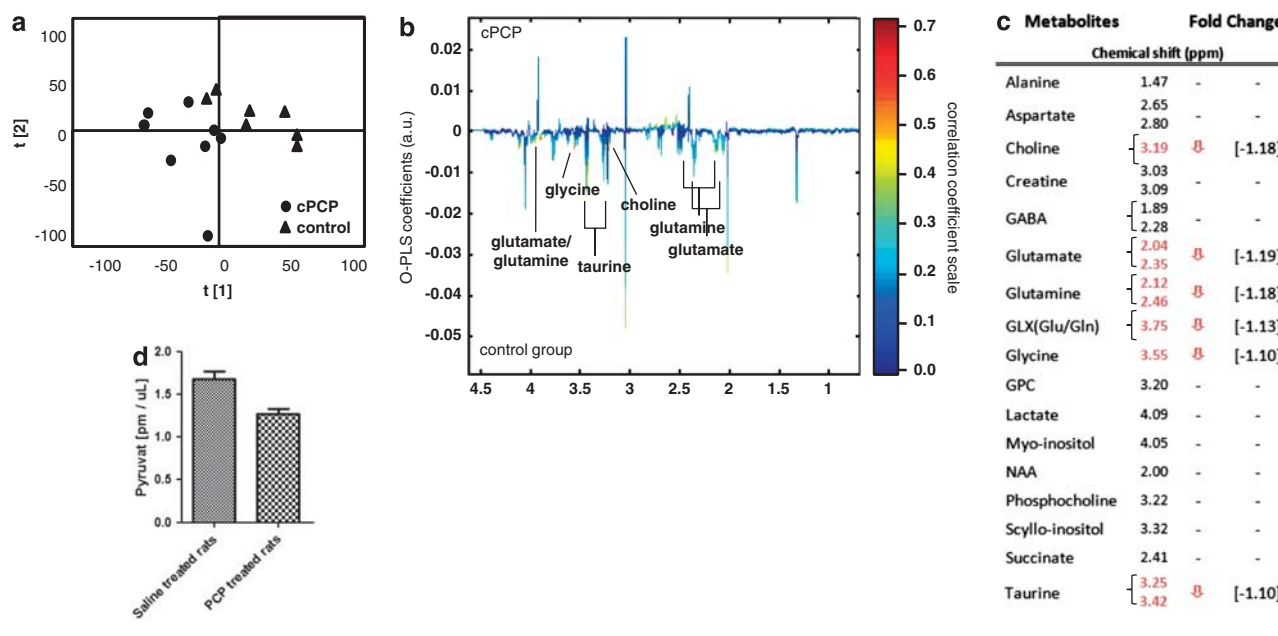 a
100
50
0
-50
-100
t [2]
cPCP
control
-100
-50
0
50
100
t [1]
b
cPCP
0.02
0.01
0
-0.01
-0.02
-0.03
-0.04
-0.05
O-PLS coefficients (a.u.)
glycine
choline
glutamine
glutamate
glutamate/
glutamine
taurine
control group
4.5
4
3.5
3
2.5
2
1.5
1
0.7
0.6
0.5
0.4
0.3
0.2
0.1
0.0
correlation coefficient scale
c Metabolites Fold Change
Chemical shift (ppm)
Alanine 1.47 - -
Aspartate 2.65 - -
2.80
Choline 3.19 [-1.18]
Creatine 3.03 - -
3.09
GABA 1.89 - -
2.28
Glutamate 2.04 [-1.19]
2.35
Glutamine 2.12 [-1.18]
2.46
GLX(Glu/Gln) 3.75 [-1.13]
Glycine 3.55 [-1.10]
GPC 3.20 - -
Lactate 4.09 - -
Myo-inositol 4.05 - -
NAA 2.00 - -
Phosphocholine 3.22 - -
Scyllo-inositol 3.32 - -
Succinate 2.41 - -
Taurine 3.25 [-1.10]
3.42
d
2.0
1.5
1.0
0.5
0.0
Pyruvat [pm / uL]
Saline treated rats
PCP treated rats